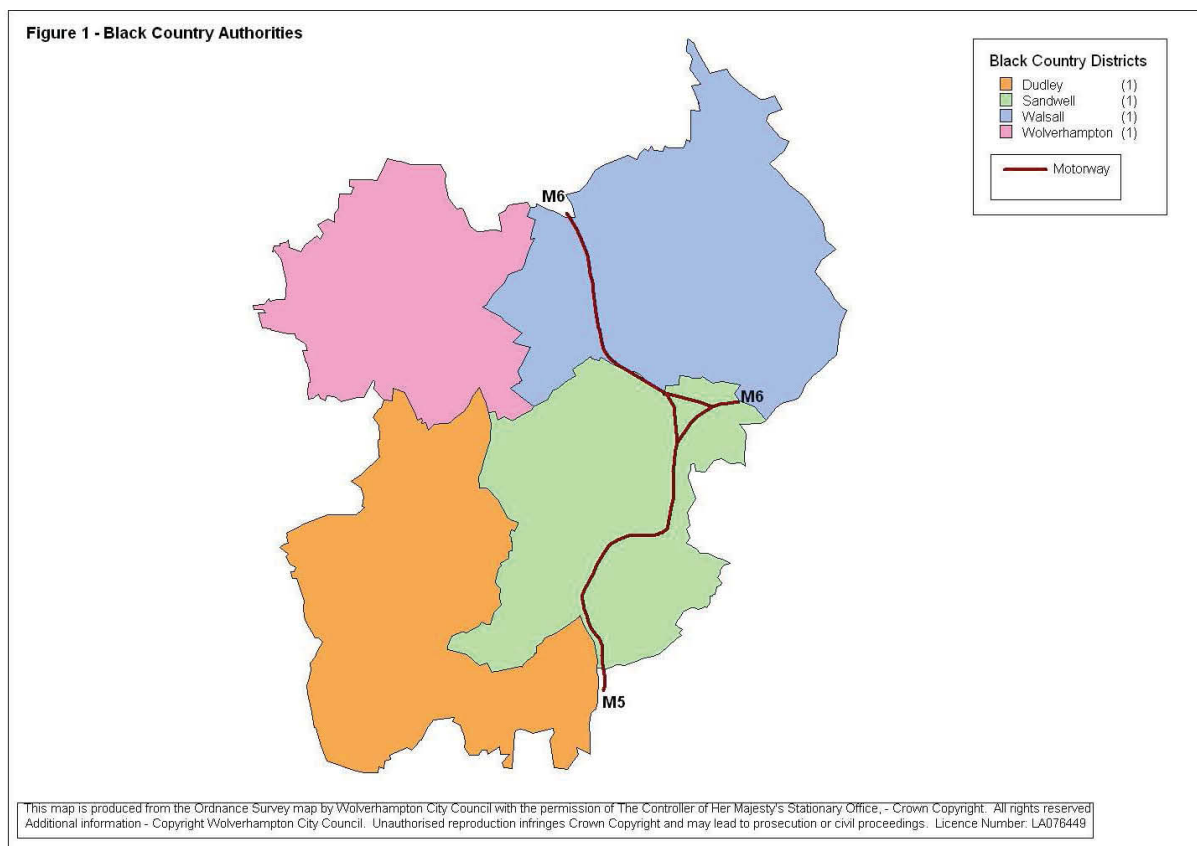 Figure 1 - Black Country Authorities
Black Country Districts
Dudley (1)
Sandwell (1)
Walsall (1)
Wolverhampton (1)
Motorway
M6
M6
M5
This map is produced from the Ordnance Survey map by Wolverhampton City Council with the permission of The Controller of Her Majesty's Stationary Office, - Crown Copyright. All rights reserved
Additional information - Copyright Wolverhampton City Council. Unauthorised reproduction infringes Crown Copyright and may lead to prosecution or civil proceedings. Licence Number: LA076449